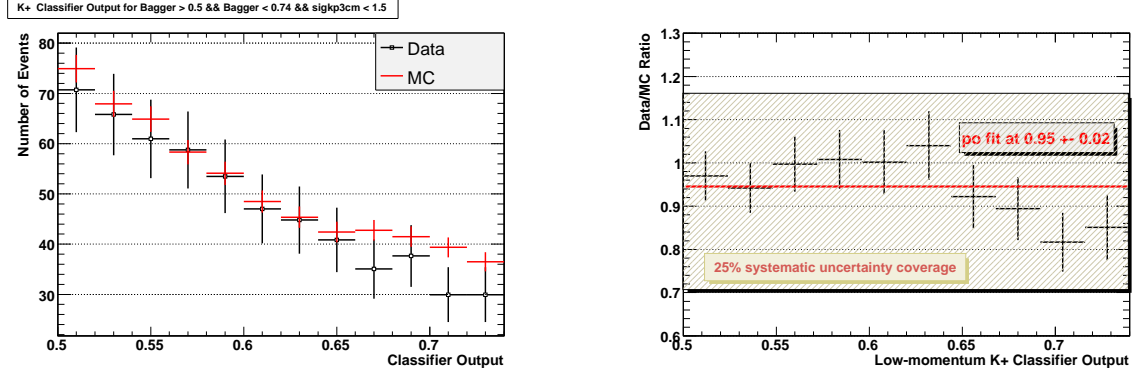 K+ Classifier Output for Bagger > 0.5 && Bagger < 0.74 && sigkp3cm < 1.5
Number of Events
80
70
60
50
40
30
0.5
0.55
0.6
0.65
0.7
Classifier Output
Data
MC
Data/MC Ratio
1.3
1.2
1.1
1
0.9
0.8
0.7
0.6
0.5
0.55
0.6
0.65
0.7
Low-momentum K+ Classifier Output
po fit at 0.95 +- 0.02
25% systematic uncertainty coverage